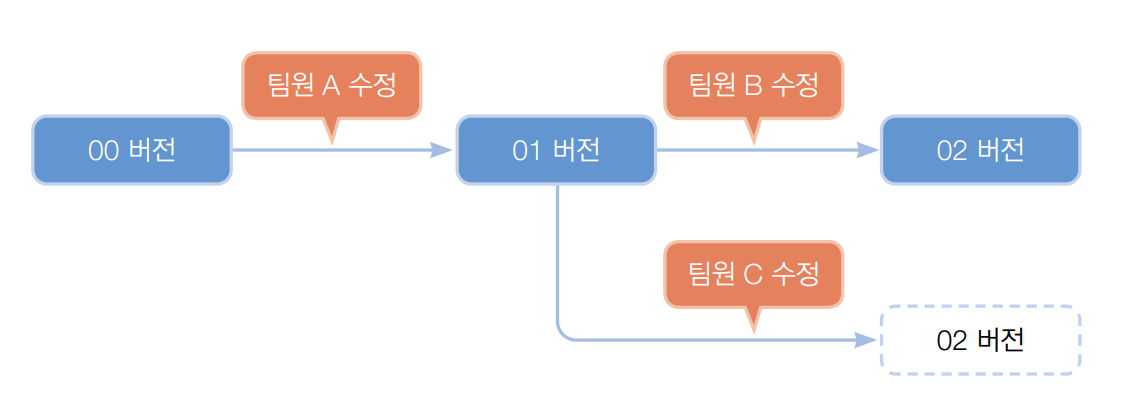 팀원 A 수정
팀원 B 수정
00 버전
01 버전
02 버전
팀원 C 수정
02 버전